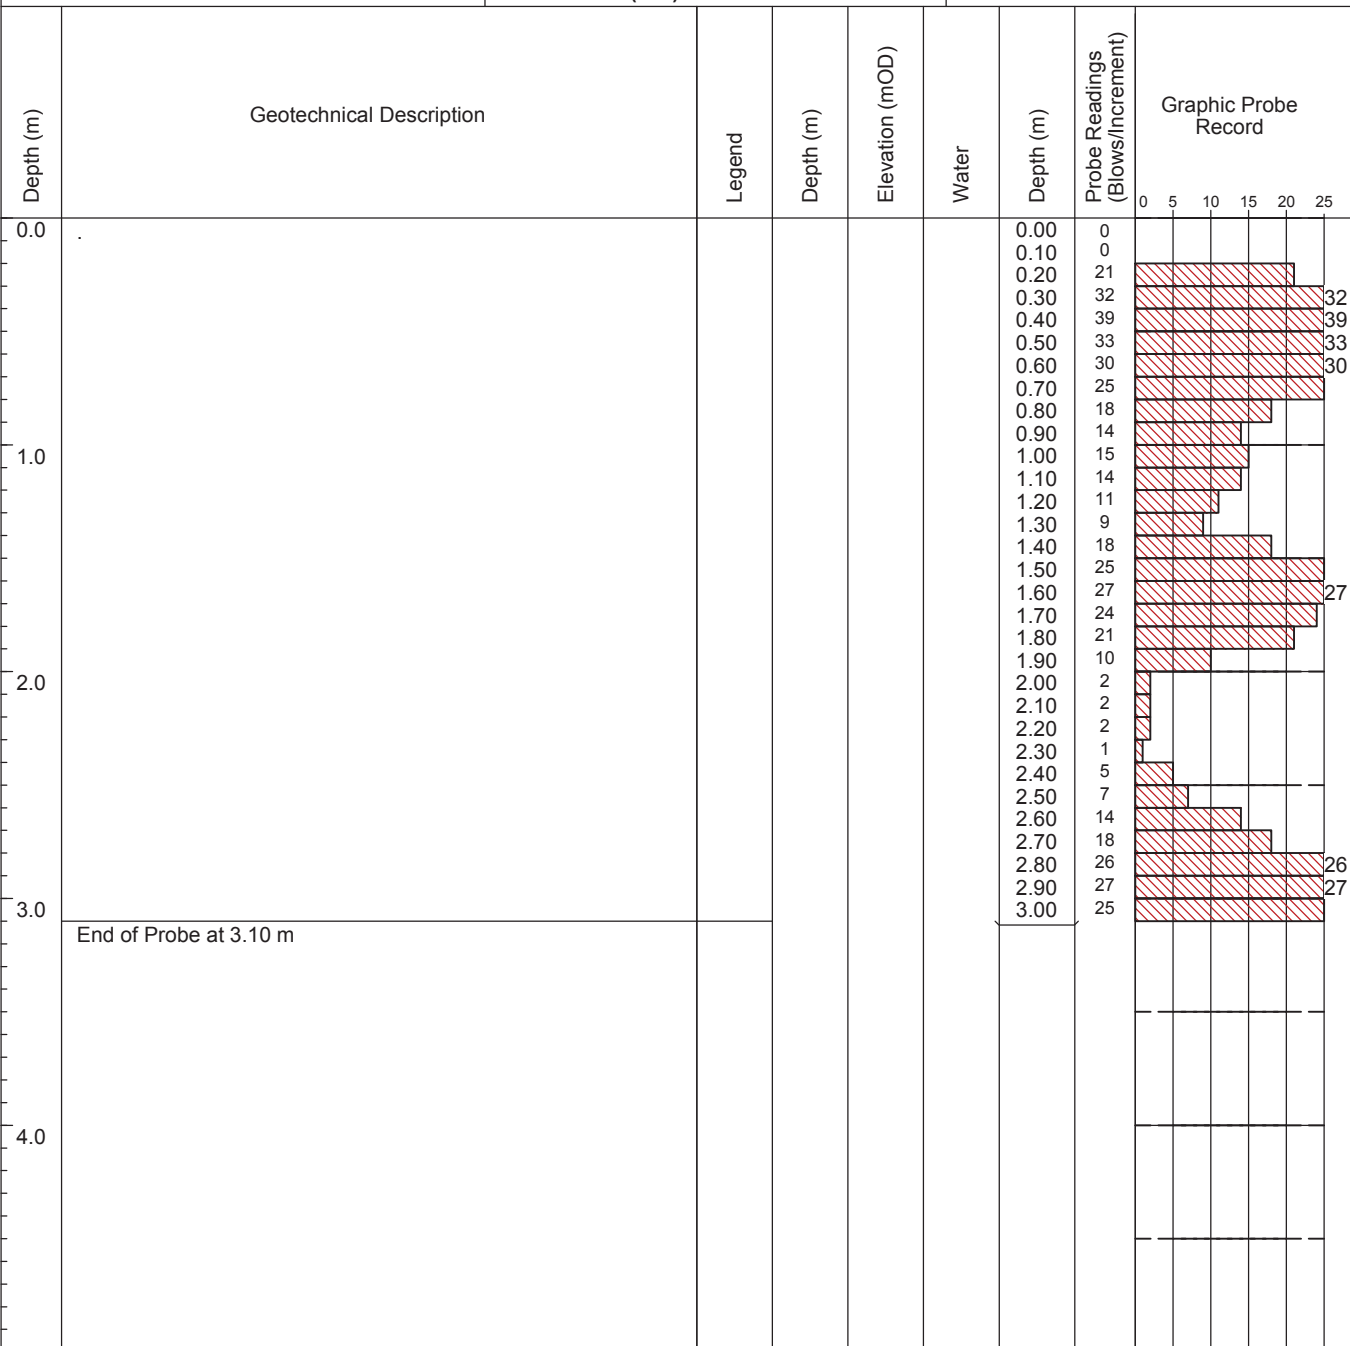 Depth (m)
Geotechnical Description
Legend
Depth (m)
Elevation (mOD)
Water
Depth (m)
Probe Readings
(Blows/Increment)
Graphic Probe
Record
0 5 10 15 20 25
0.0 . 0.00 0
0.10 0
0.20 21
0.30 32 32
0.40 39 39
0.50 33 33
0.60 30 30
0.70 25
0.80 18
0.90 14
1.0 1.00 15
1.10 14
1.20 11
1.30 9
1.40 18
1.50 25
1.60 27 27
1.70 24
1.80 21
1.90 10
2.0 2.00 2
2.10 2
2.20 2
2.30 1
2.40 5
2.50 7
2.60 14
2.70 18
2.80 26 26
2.90 27 27
3.0 3.00 25
End of Probe at 3.10 m
4.0